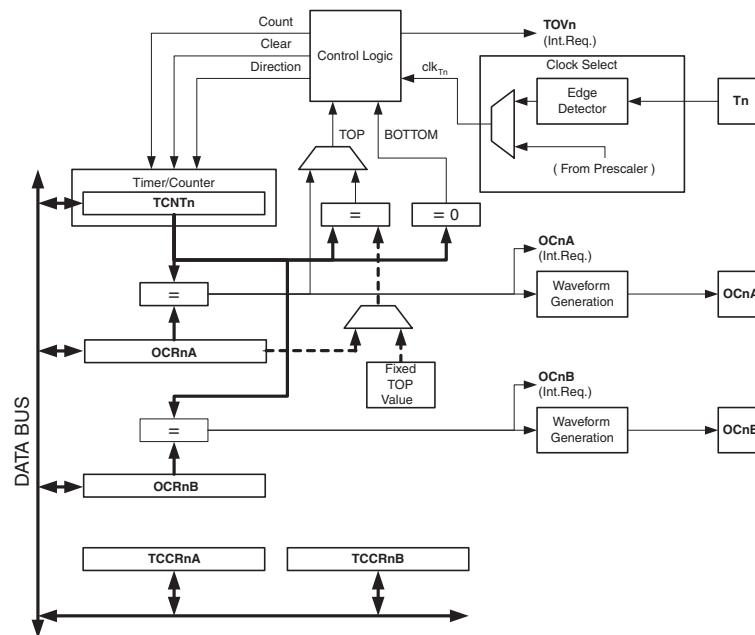 Count
Clear
Direction
Control Logic
TOVn
(Int.Req.)
clkTn
Clock Select
Edge
Detector
Tn
( From Prescaler )
TOP
BOTTOM
Timer/Counter
TCNTn
=
= 0
OCnA
(Int.Req.)
=
Waveform
Generation
OCnA
OCRnA
Fixed
TOP
Value
OCnB
(Int.Req.)
=
Waveform
Generation
OCnB
OCRnB
DATA BUS
TCCRnA
TCCRnB